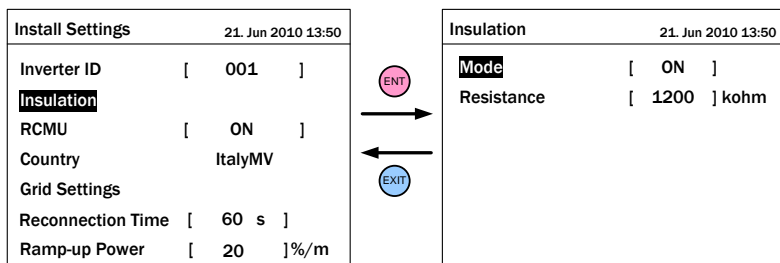 Install Settings 21. Jun 2010 13:50
Inverter ID [ 001 ]
Insulation
RCMU [ ON ]
Country ItalyMV
Grid Settings
Reconnection Time [ 60 s ]
Ramp-up Power [ 20 ]%/m
ENT
EXIT
Insulation 21. Jun 2010 13:50
Mode [ ON ]
Resistance [ 1200 ] kohm